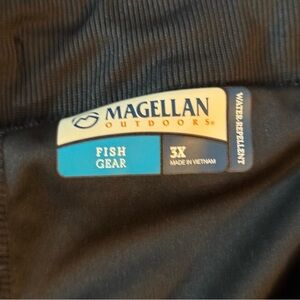 MAGELLAN
OUTDOORS®
FISH
GEAR
3X
MADE IN VIETNAM
WATER-REPELLENT